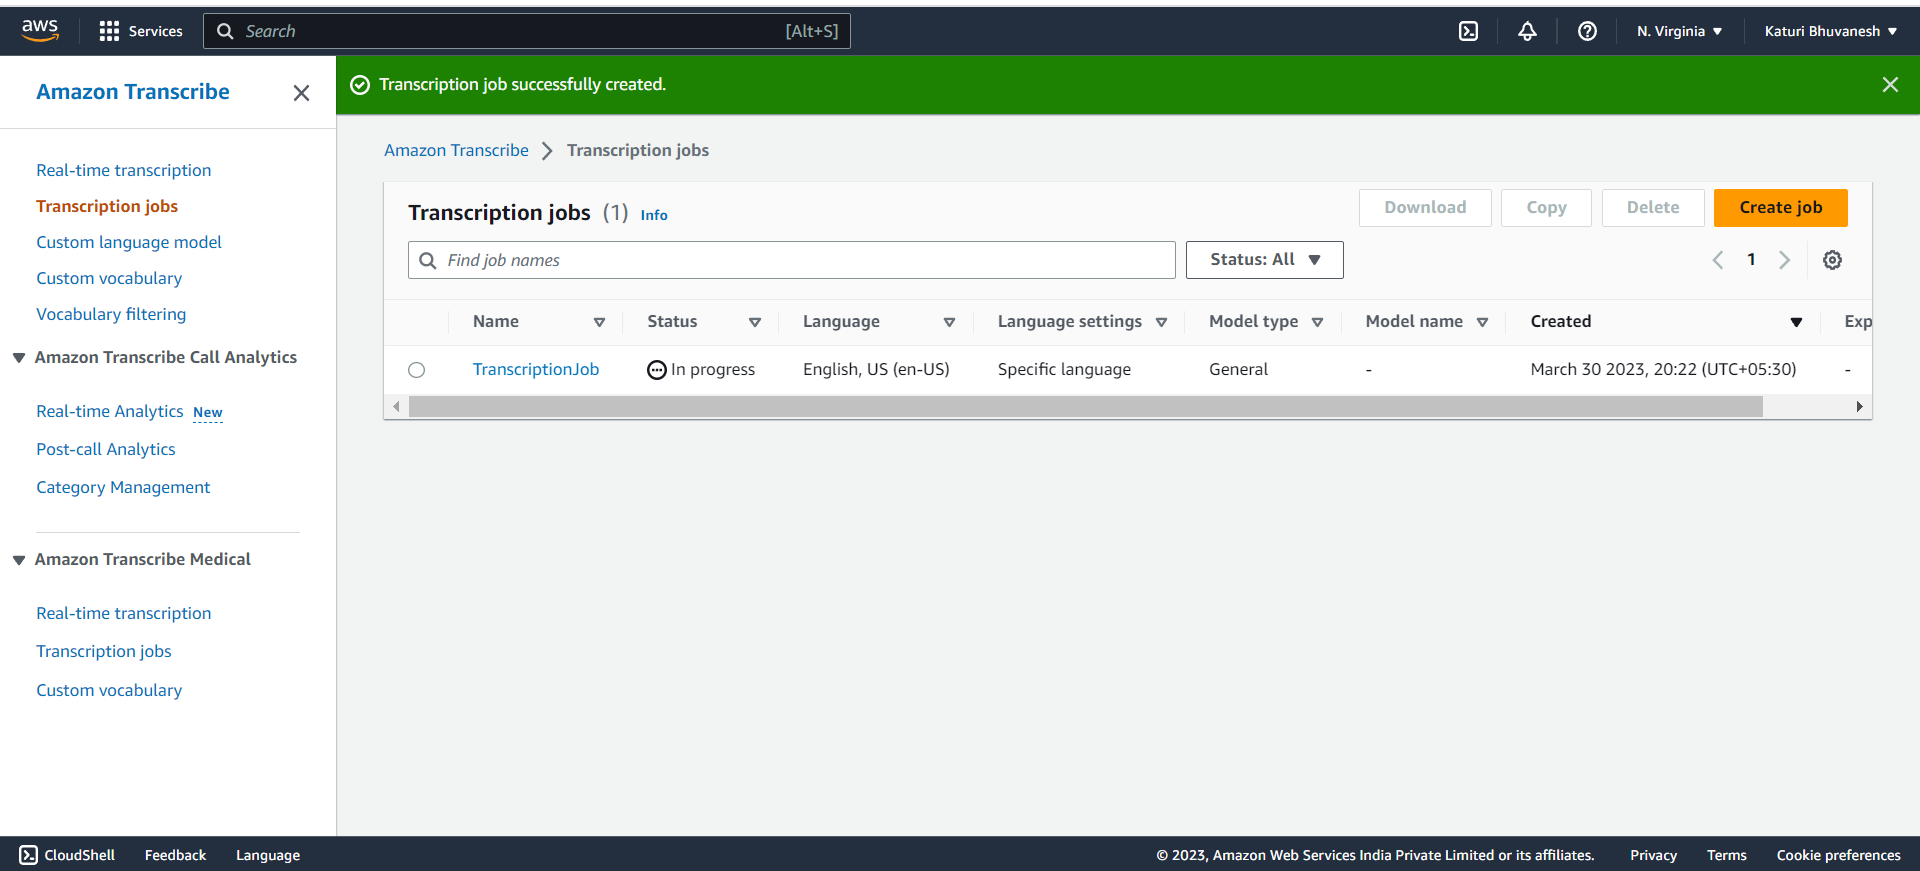 aws Services Search [Alt+S] N. Virginia Katuri Bhuvanesh
Amazon Transcribe
Real-time transcription
Transcription jobs
Custom language model
Custom vocabulary
Vocabulary filtering
Amazon Transcribe Call Analytics
Real-time Analytics New
Post-call Analytics
Category Management
Amazon Transcribe Medical
Real-time transcription
Transcription jobs
Custom vocabulary
Transcription job successfully created.
Amazon Transcribe Transcription jobs
Transcription jobs (1) Info Download Copy Delete Create job
Find job names Status: All 1
Name Status Language Language settings Model type Model name Created Exp
TranscriptionJob In progress English, US (en-US) Specific language General - March 30 2023, 20:22 (UTC+05:30) -
CloudShell Feedback Language © 2023, Amazon Web Services India Private Limited or its affiliates. Privacy Terms Cookie preferences